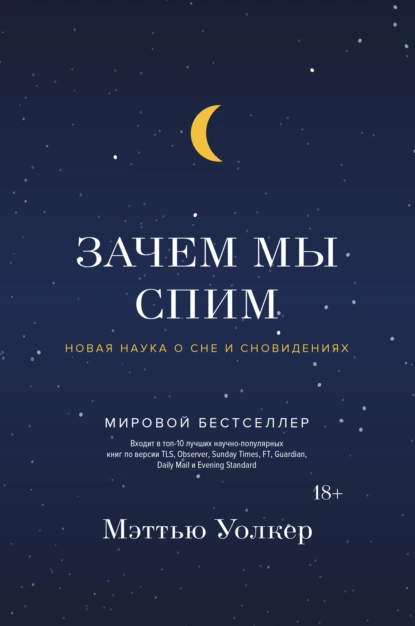 ЗАЧЕМ МЫ
СПИМ
НОВАЯ НАУКА О СНЕ И СНОВИДЕНИЯХ
МИРОВОЙ БЕСТСЕЛЛЕР
Входит в топ-10 лучших научно-популярных
книг по версии TLS, Observer, Sunday Times, FT, Guardian,
Daily Mail и Evening Standard
18+
Мэттью Уолкер